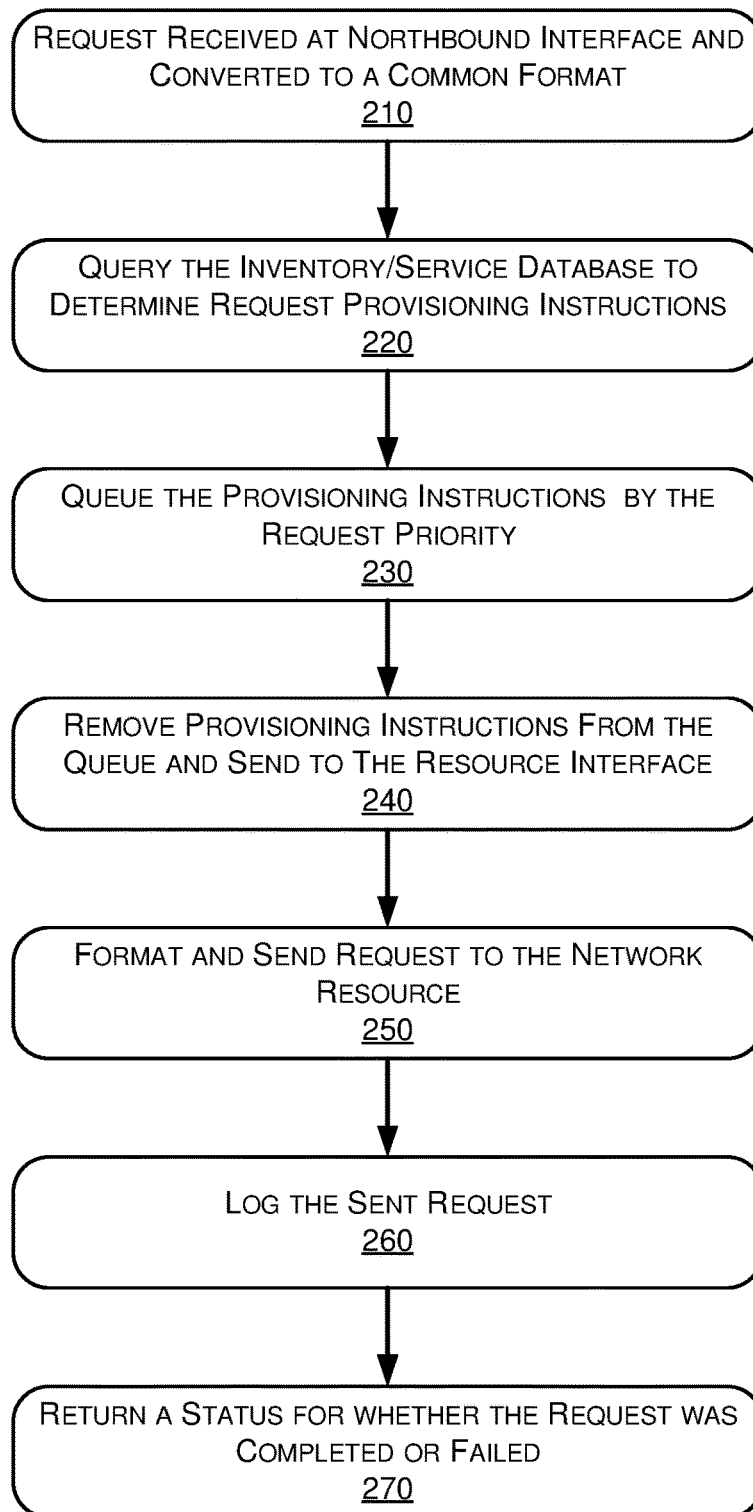 REQUEST RECEIVED AT NORTHBOUND INTERFACE AND
CONVERTED TO A COMMON FORMAT
210
QUERY THE INVENTORY/SERVICE DATABASE TO
DETERMINE REQUEST PROVISIONING INSTRUCTIONS
220
QUEUE THE PROVISIONING INSTRUCTIONS BY THE
REQUEST PRIORITY
230
REMOVE PROVISIONING INSTRUCTIONS FROM THE
QUEUE AND SEND TO THE RESOURCE INTERFACE
240
FORMAT AND SEND REQUEST TO THE NETWORK
RESOURCE
250
LOG THE SENT REQUEST
260
RETURN A STATUS FOR WHETHER THE REQUEST WAS
COMPLETED OR FAILED
270